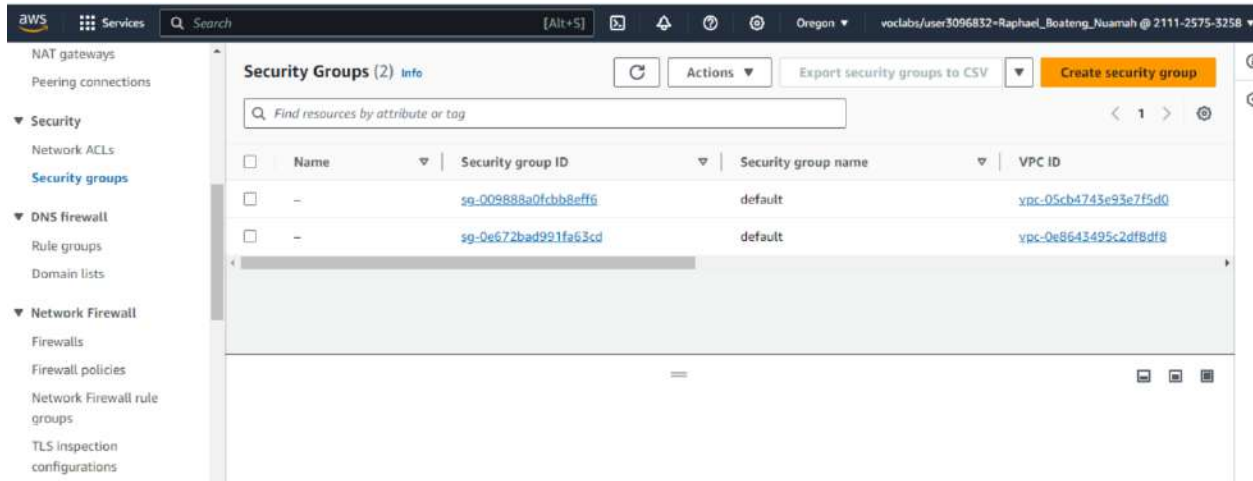 aws Services Search [Alt+S] Oregon voclabs/user3096832=Raphael_Boateng_Nuamah @ 2111-2575-3258
NAT gateways
Peering connections
Security
Network ACLs
Security groups
DNS firewall
Rule groups
Domain lists
Network Firewall
Firewalls
Firewall policies
Network Firewall rule
groups
TLS inspection
configurations
Security Groups (2) Info Actions Export security groups to CSV Create security group
Find resources by attribute or tag 1
Name Security group ID Security group name VPC ID
– sg-009888a0fcbb8eff6 default vpc-05cb4743e93e7f5d0
– sg-0e672bad991fa63cd default vpc-0e8643495c2df8df8